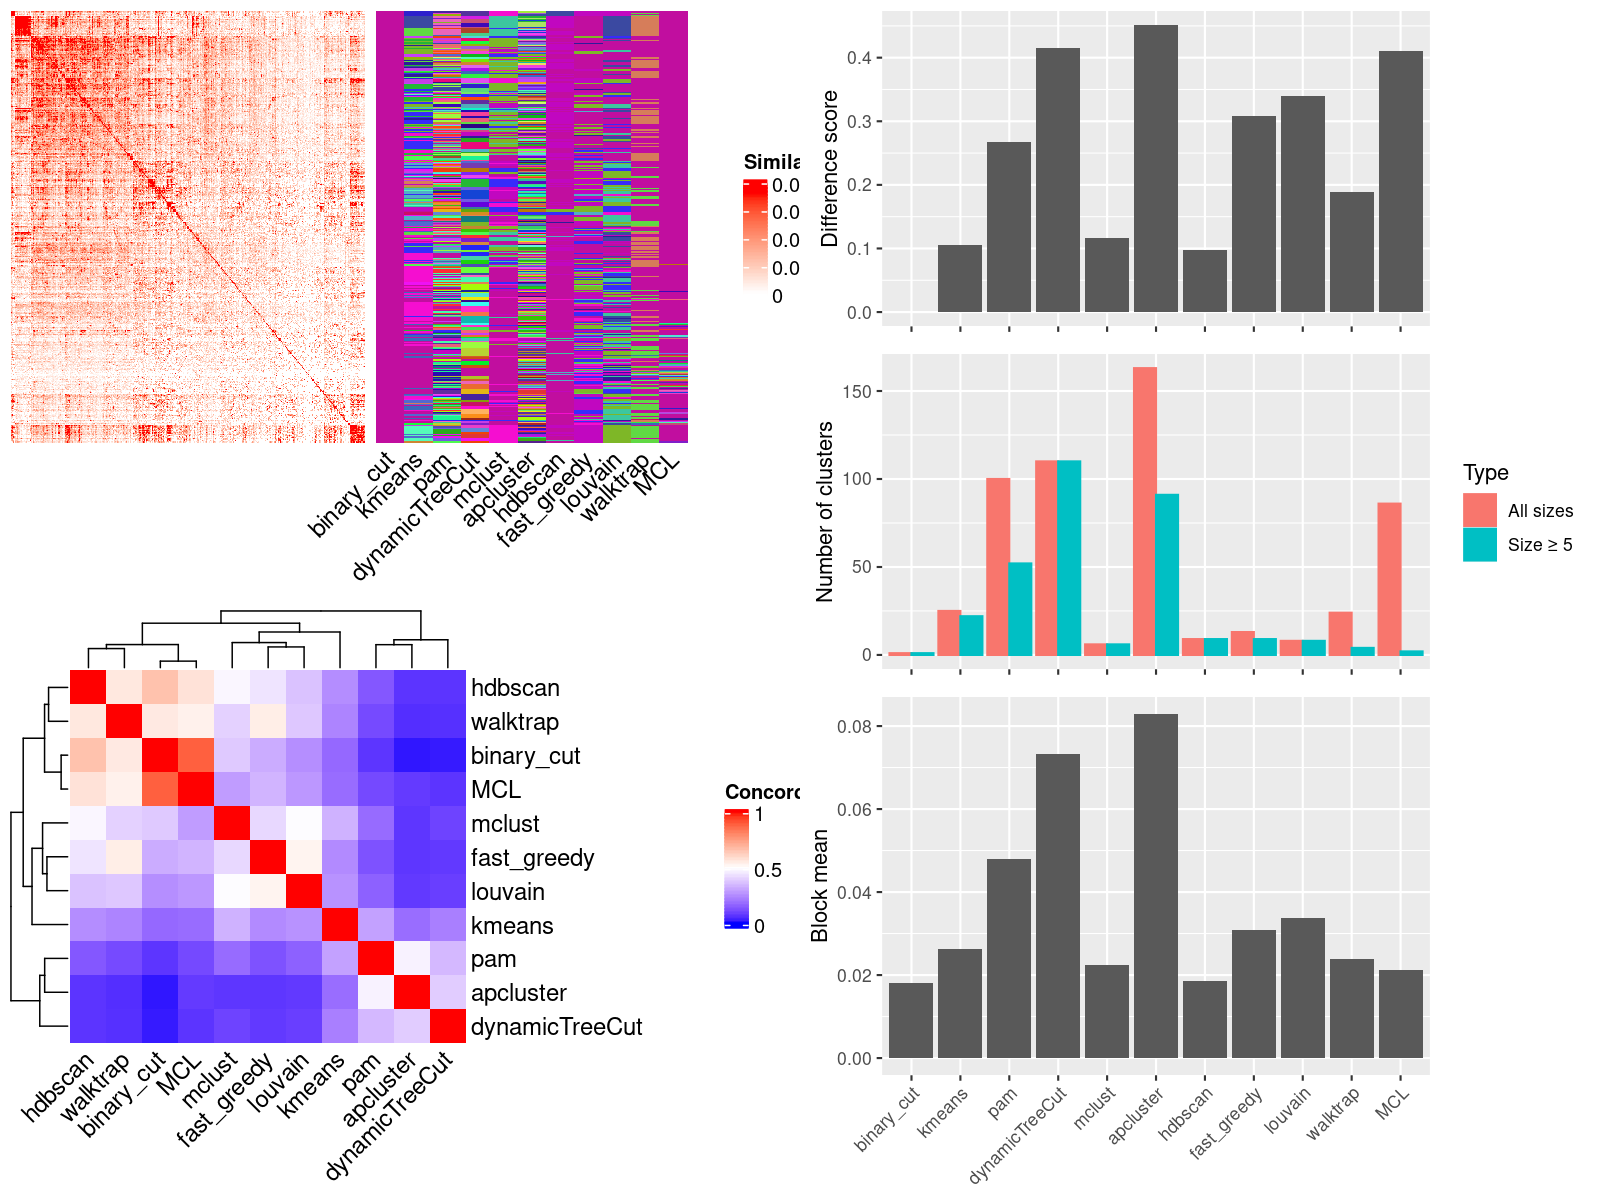 Simila
0.0
0.0
0.0
0.0
0
binary_cut
kmeans
pam
dynamicTreeCut
mclust
apcluster
hdbscan
fast_greedy
louvain
walktrap
MCL
hdbscan
walktrap
binary_cut
MCL
mclust
fast_greedy
louvain
kmeans
pam
apcluster
dynamicTreeCut
hdbscan
walktrap
binary_cut
MCL
mclust
fast_greedy
louvain
kmeans
pam
apcluster
dynamicTreeCut
Concord
1
0.5
0
Difference score
0.4
0.3
0.2
0.1
0.0
Number of clusters
150
100
50
0
Type
All sizes
Size ≥ 5
Block mean
0.08
0.06
0.04
0.02
0.00
binary_cut
kmeans
pam
dynamicTreeCut
mclust
apcluster
hdbscan
fast_greedy
louvain
walktrap
MCL